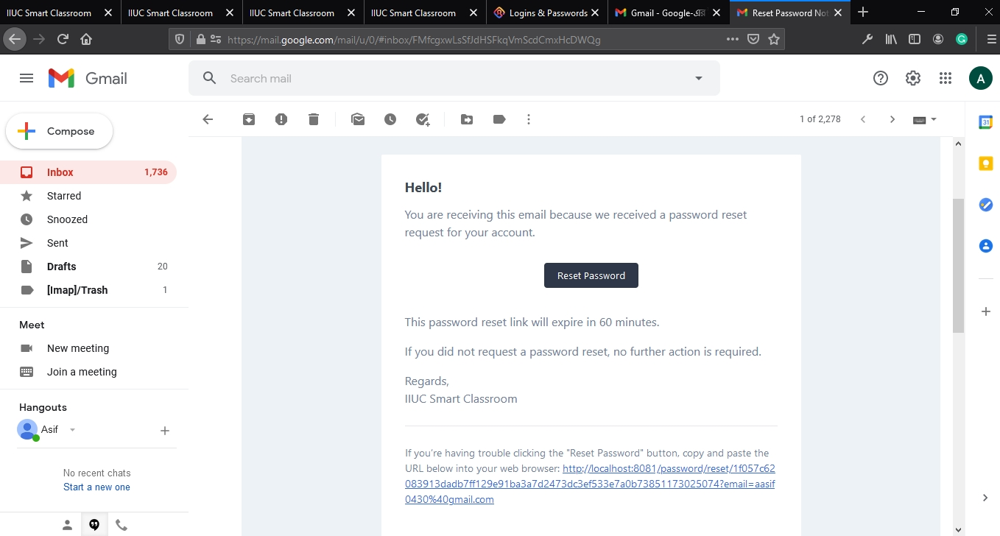 IIUC Smart Classroom
IIUC Smart Classroom
IIUC Smart Classroom
IIUC Smart Classroom
Logins & Passwords
Gmail - Google-এর
Reset Password Not
https://mail.google.com/mail/u/0/#inbox/FMfcgxwLsSfJdHSFkqVmScdCmxHcDWQg
Gmail
Search mail
A
Compose
1 of 2,278
31
Inbox 1,736
Starred
Snoozed
Sent
Drafts 20
[Imap]/Trash 1
Meet
New meeting
Join a meeting
Hangouts
Asif
No recent chats
Start a new one
Hello!
You are receiving this email because we received a password reset
request for your account.
Reset Password
This password reset link will expire in 60 minutes.
If you did not request a password reset, no further action is required.
Regards,
IIUC Smart Classroom
If you're having trouble clicking the "Reset Password" button, copy and paste the
URL below into your web browser: http://localhost:8081/password/reset/1f057c62
083913dadb7ff129e91ba3a7d2473dc3ef533e7a0b73851173025074?email=aasif
0430%40gmail.com